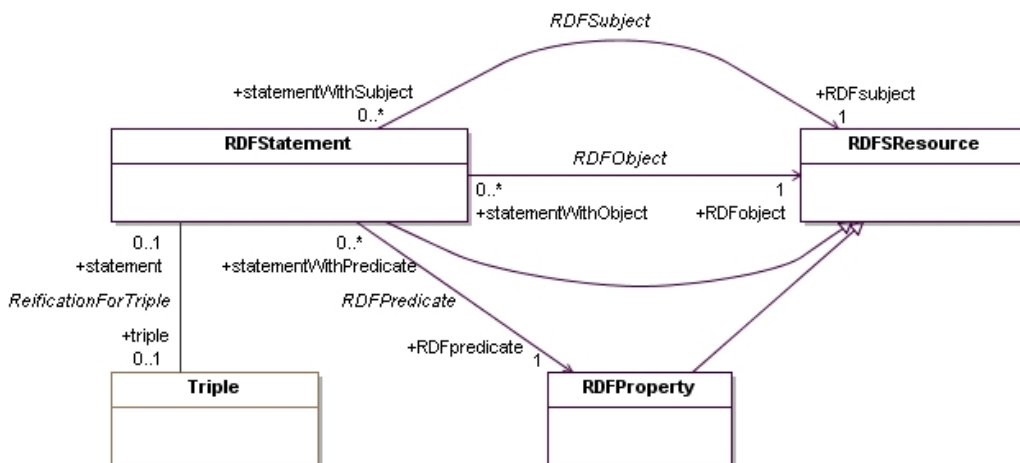 RDFSubject
+statementWithSubject
0..*
+RDFsubject
1
RDFStatement
RDFSResource
RDFObject
0..*
1
+statementWithObject
+RDFobject
0..1
0..*
+statement
+statementWithPredicate
ReificationForTriple
RDFPredicate
+triple
+RDFpredicate
0..1
1
Triple
RDFProperty